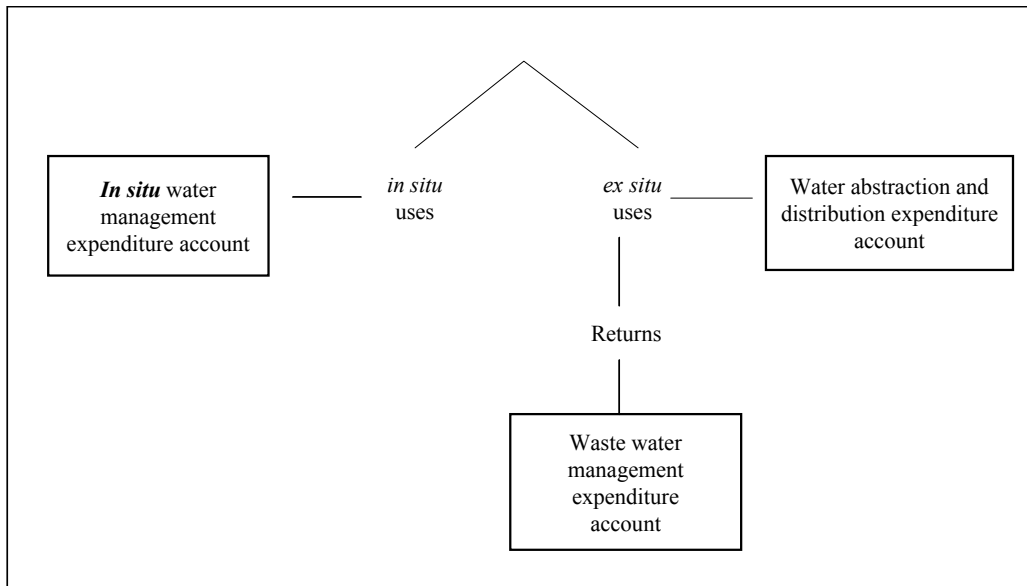 In situ water
management
expenditure account
in situ
uses
ex situ
uses
Water abstraction and
distribution expenditure
account
Returns
Waste water
management
expenditure
account